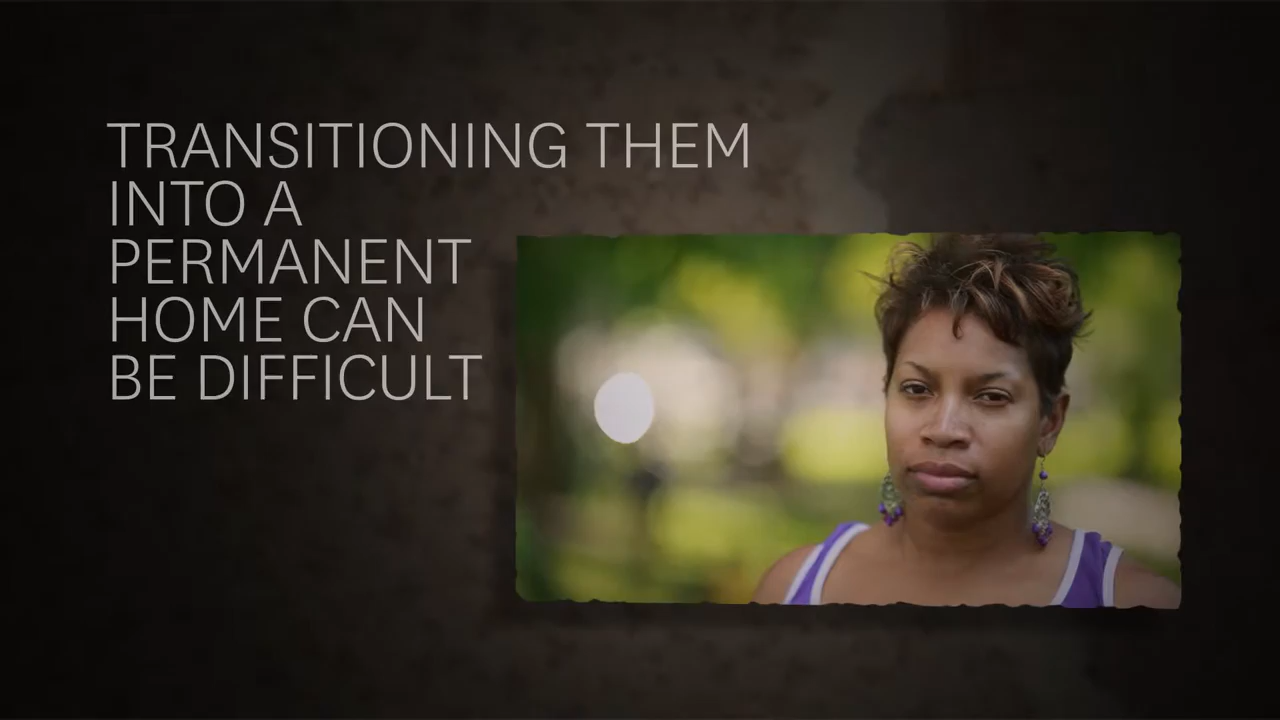 TRANSITIONING THEM
INTO A
PERMANENT
HOME CAN
BE DIFFICULT